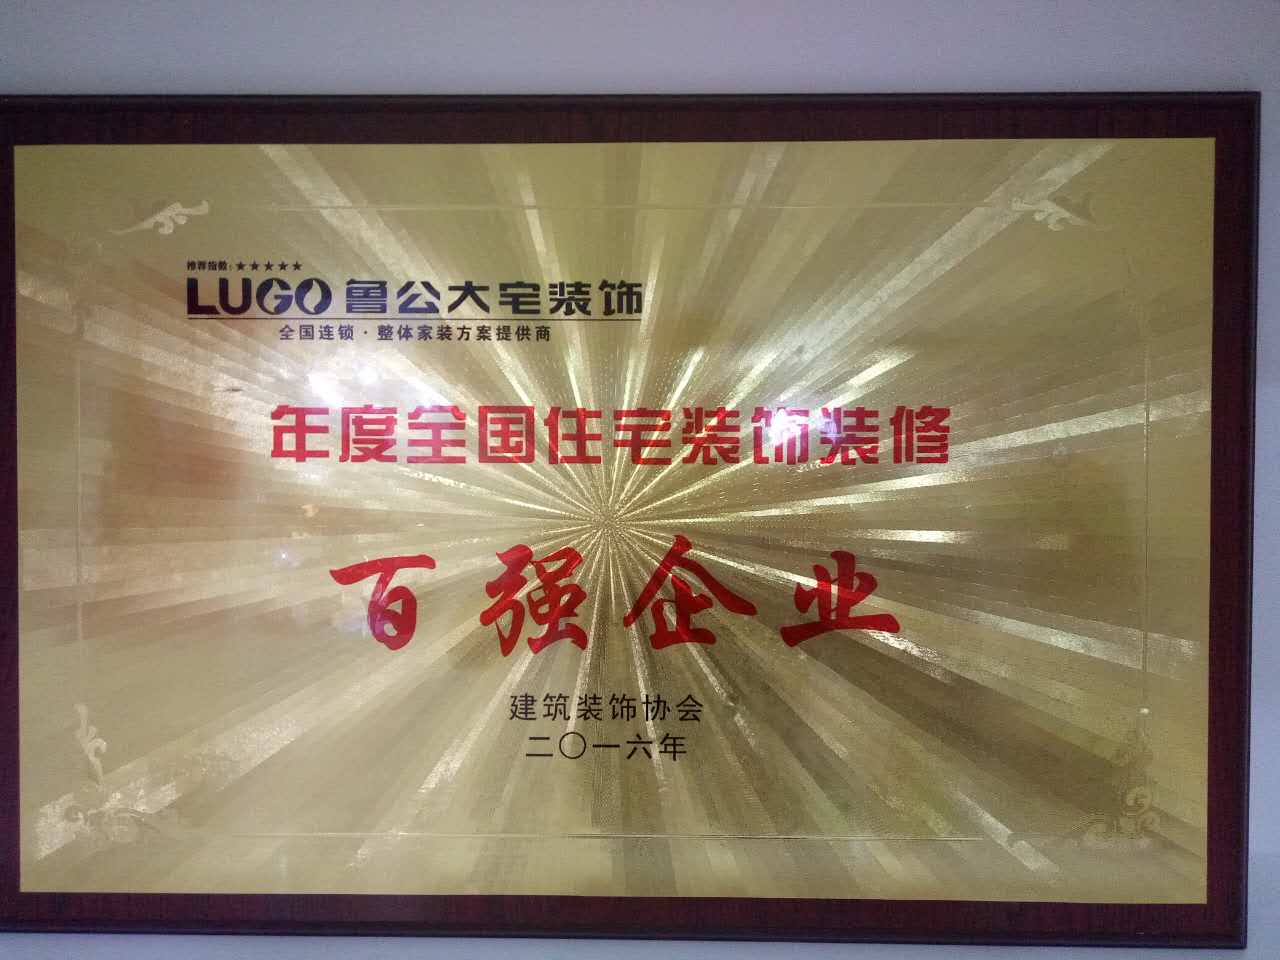 推荐指数:★★★★★
LUGO 鲁公大宅装饰
全国连锁·整体家装方案提供商
年度全国住宅装饰装修
百强企业
建筑装饰协会
二〇一六年